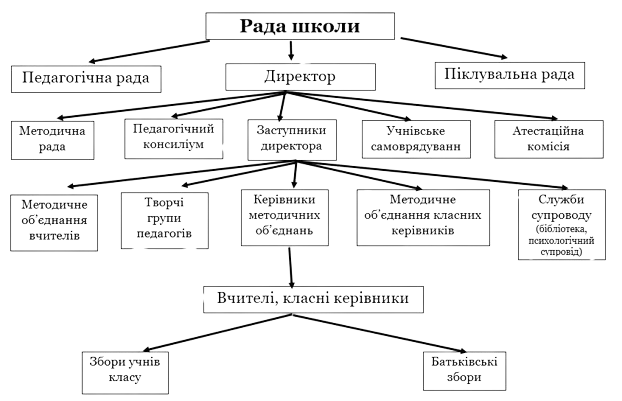 Рада школи
Педагогічна рада
Директор
Піклувальна рада
Методична
рада
Педагогічний
консиліум
Заступники
директора
Учнівське
самоврядуванн
Атестаційна
комісія
Методичне
об’єднання
вчителів
Творчі
групи
педагогів
Керівники
методичних
об’єднань
Методичне
об’єднання класних
керівників
Служби
супроводу
(бібліотека,
психологічний
супровід)
Вчителі, класні керівники
Збори учнів
класу
Батьківські
збори